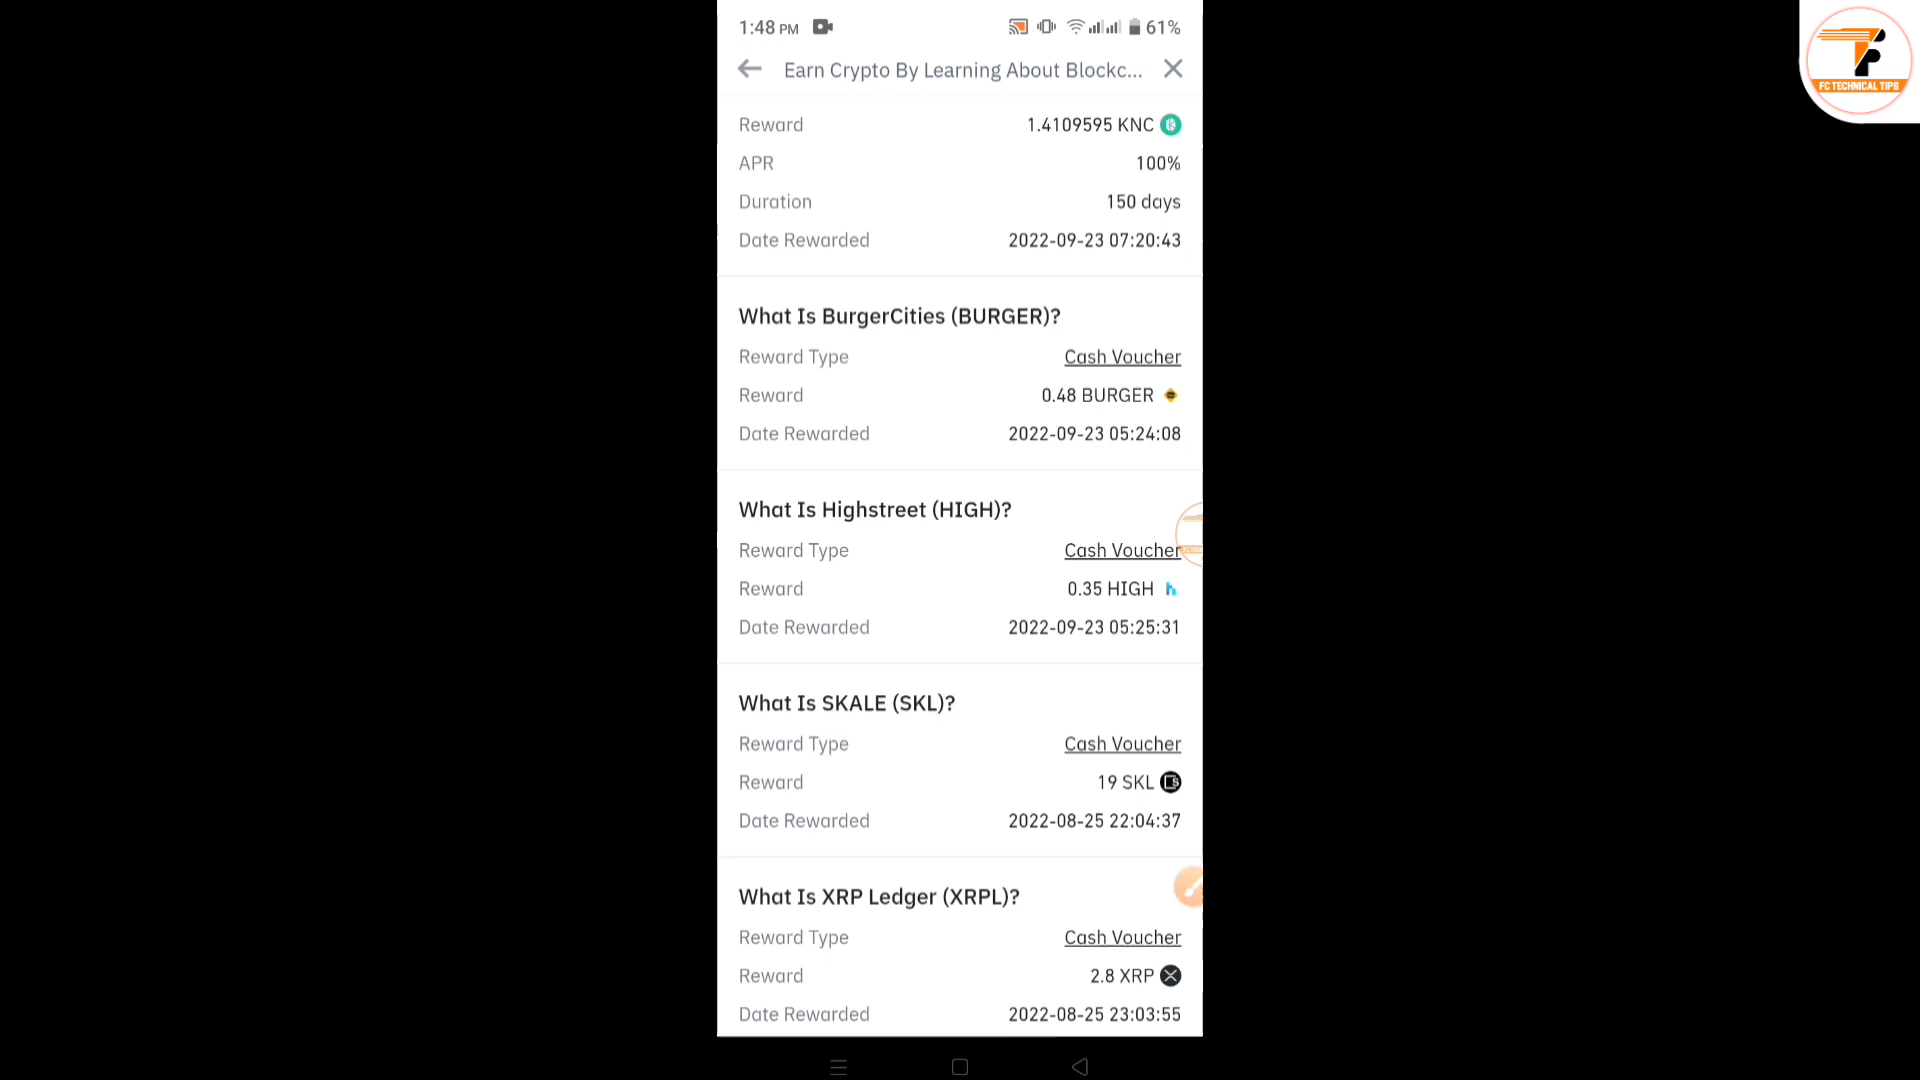 1:48 PM 61%
FC TECHNICAL TIPS
Earn Crypto By Learning About Blockc...
Reward 1.4109595 KNC
APR 100%
Duration 150 days
Date Rewarded 2022-09-23 07:20:43
What Is BurgerCities (BURGER)?
Reward Type Cash Voucher
Reward 0.48 BURGER
Date Rewarded 2022-09-23 05:24:08
What Is Highstreet (HIGH)?
Reward Type Cash Voucher
Reward 0.35 HIGH
Date Rewarded 2022-09-23 05:25:31
What Is SKALE (SKL)?
Reward Type Cash Voucher
Reward 19 SKL
Date Rewarded 2022-08-25 22:04:37
What Is XRP Ledger (XRPL)?
Reward Type Cash Voucher
Reward 2.8 XRP
Date Rewarded 2022-08-25 23:03:55